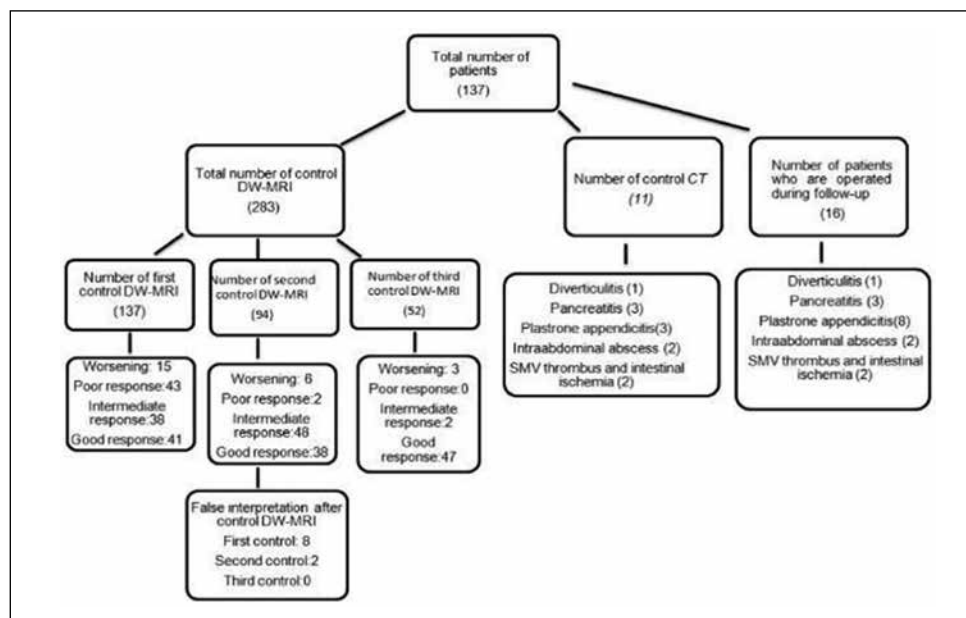 Total number of
patients
(137)
Total number of control
DW-MRI
(283)
Number of control CT
(11)
Number of patients
who are operated
during follow-up
(16)
Number of first
control DW-MRI
(137)
Number of second
control DW-MRI
(94)
Number of third
control DW-MRI
(52)
Diverticulitis (1)
Pancreatitis (3)
Plastrone appendicitis(3)
Intraabdominal abscess (2)
SMV thrombus and intestinal
ischemia (2)
Diverticulitis (1)
Pancreatitis (3)
Plastrone appendicitis(8)
Intraabdominal abscess (2)
SMV thrombus and intestinal
ischemia (2)
Worsening: 15
Poor response:43
Intermediate
response:38
Good response:41
Worsening: 6
Poor response:2
Intermediate
response:48
Good response:38
Worsening: 3
Poor response:0
Intermediate
response:2
Good
response:47
False interpretation after
control DW-MRI
First control: 8
Second control:2
Third control:0